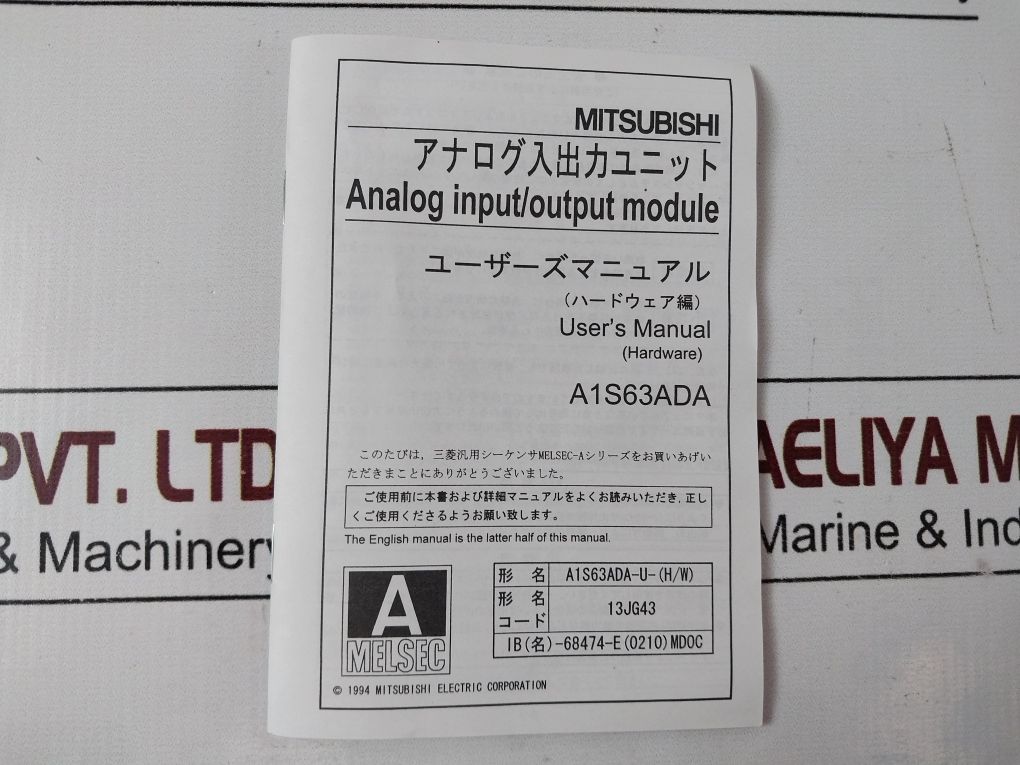 MITSUBISHI
アナログ入出力ユニット
Analog input/output module
ユーザーズマニュアル
(ハードウェア編)
User's Manual
(Hardware)
A1S63ADA
このたびは，三菱汎用シーケンサMELSEC-Aシリーズをお買いあげい
ただきまことにありがとうございました。
ご使用前に本書および詳細マニュアルをよくお読みいただき，正し
くご使用くださるようお願い致します。
The English manual is the latter half of this manual.
A
MELSEC
形 名 A1S63ADA-U-(H/W)
形 名
コード 13JG43
IB(名)-68474-E(0210)MDOC
© 1994 MITSUBISHI ELECTRIC CORPORATION
PVT. LTD
& Machinery
AELIYA M
Marine & Ind